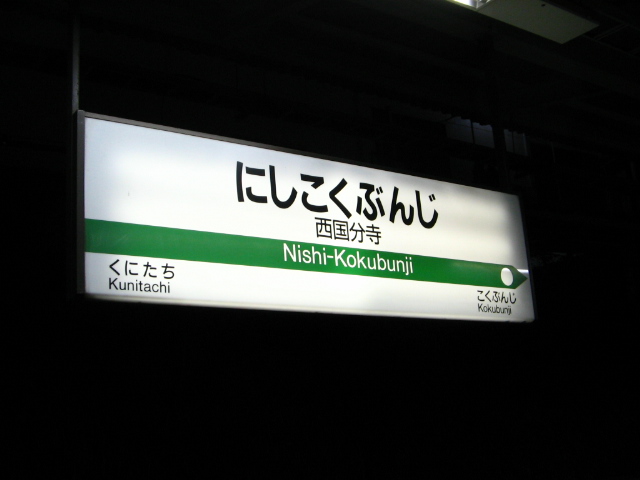 にしこくぶんじ
西国分寺
Nishi-Kokubunji
くにたち
Kunitachi
こくぶんじ
Kokubunji